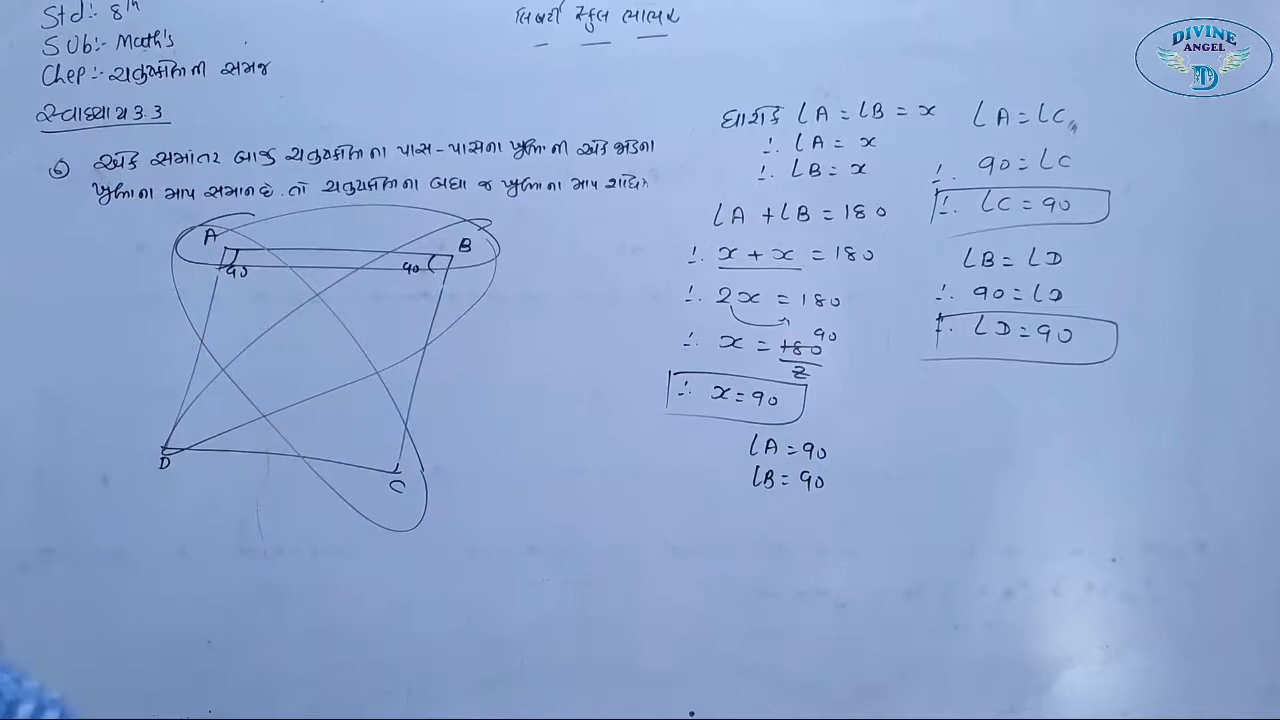 Std:- 8th
Sub:- Math's
Chep:- ચતુષ્કોણની સમજ
સ્વાધ્યાય 3.3
લિબર્ટી સ્કુલ
⑥ એક સમાંતર બાજુ ચતુષ્કોણના પાસ-પાસના ખૂણાની એક જોડના
ખૂણાના માપ સમાન છે. તો ચતુષ્કોણના બધા જ ખૂણાના માપ શોધો
A
B
90
90
D
C
ધારોકે ∠A = ∠B = x
∴ ∠A = x
∴ ∠B = x
∠A + ∠B = 180
∴ x + x = 180
∴ 2x = 180
90
∴ x = 180
2
∴ x = 90
∠A = 90
∠B = 90
∠A = ∠C
∴ 90 = ∠C
∴ ∠C = 90
∠B = ∠D
∴ 90 = ∠D
∴ ∠D = 90
DIVINE
ANGEL
D